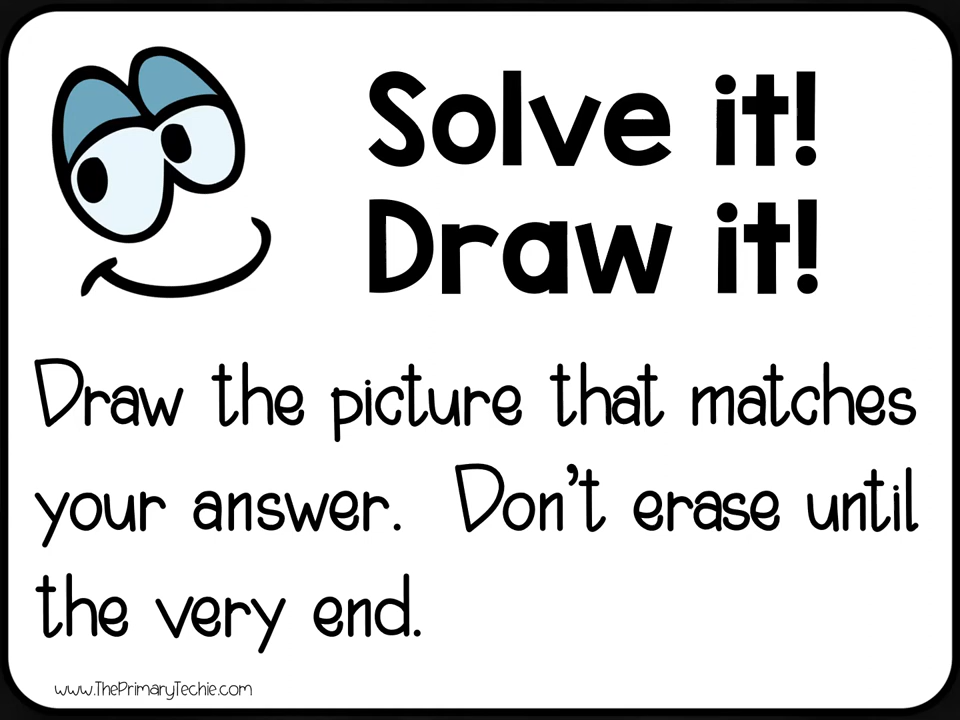 Solve it!
Draw it!
Draw the picture that matches
your answer.  Don't erase until
the very end.
www.ThePrimaryTechie.com